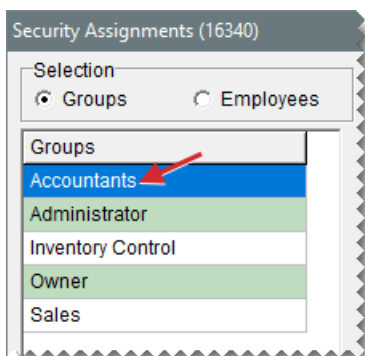 Security Assignments (16340)
Selection
Groups Employees
Groups
Accountants
Administrator
Inventory Control
Owner
Sales